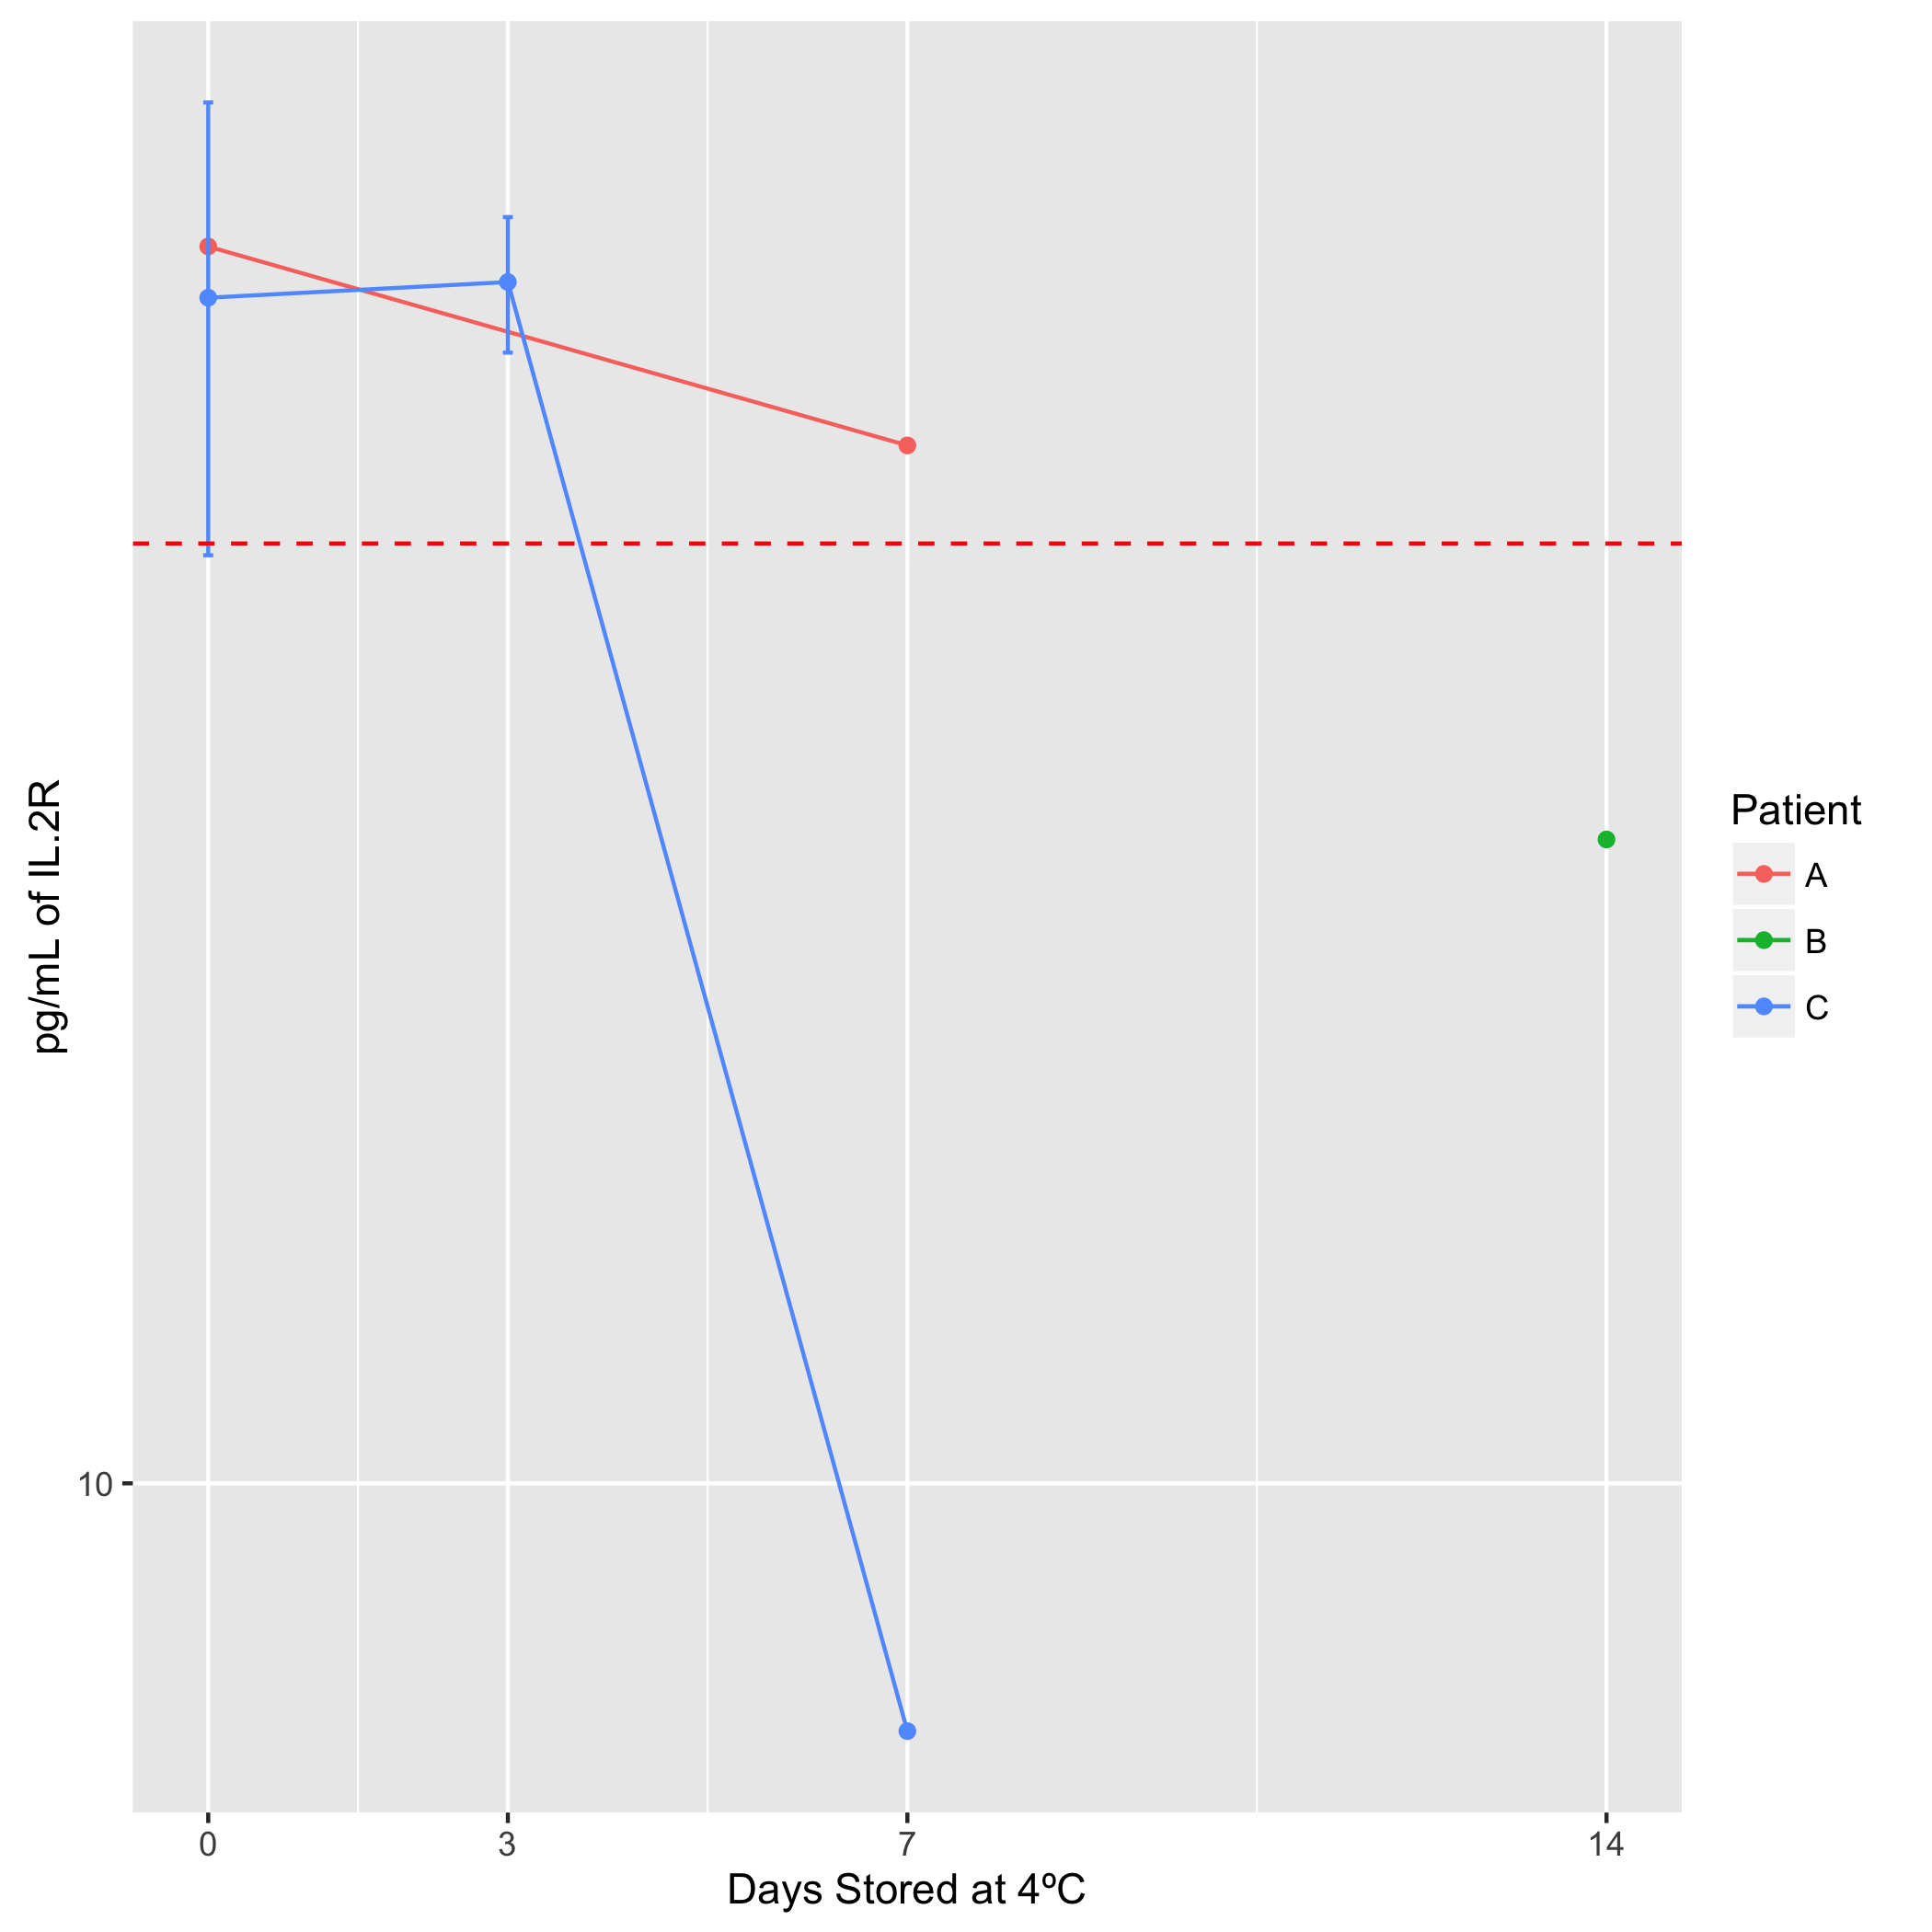 pg/mL of IL.2R
10
0 3 7 14
Days Stored at 4ºC
Patient
A
B
C